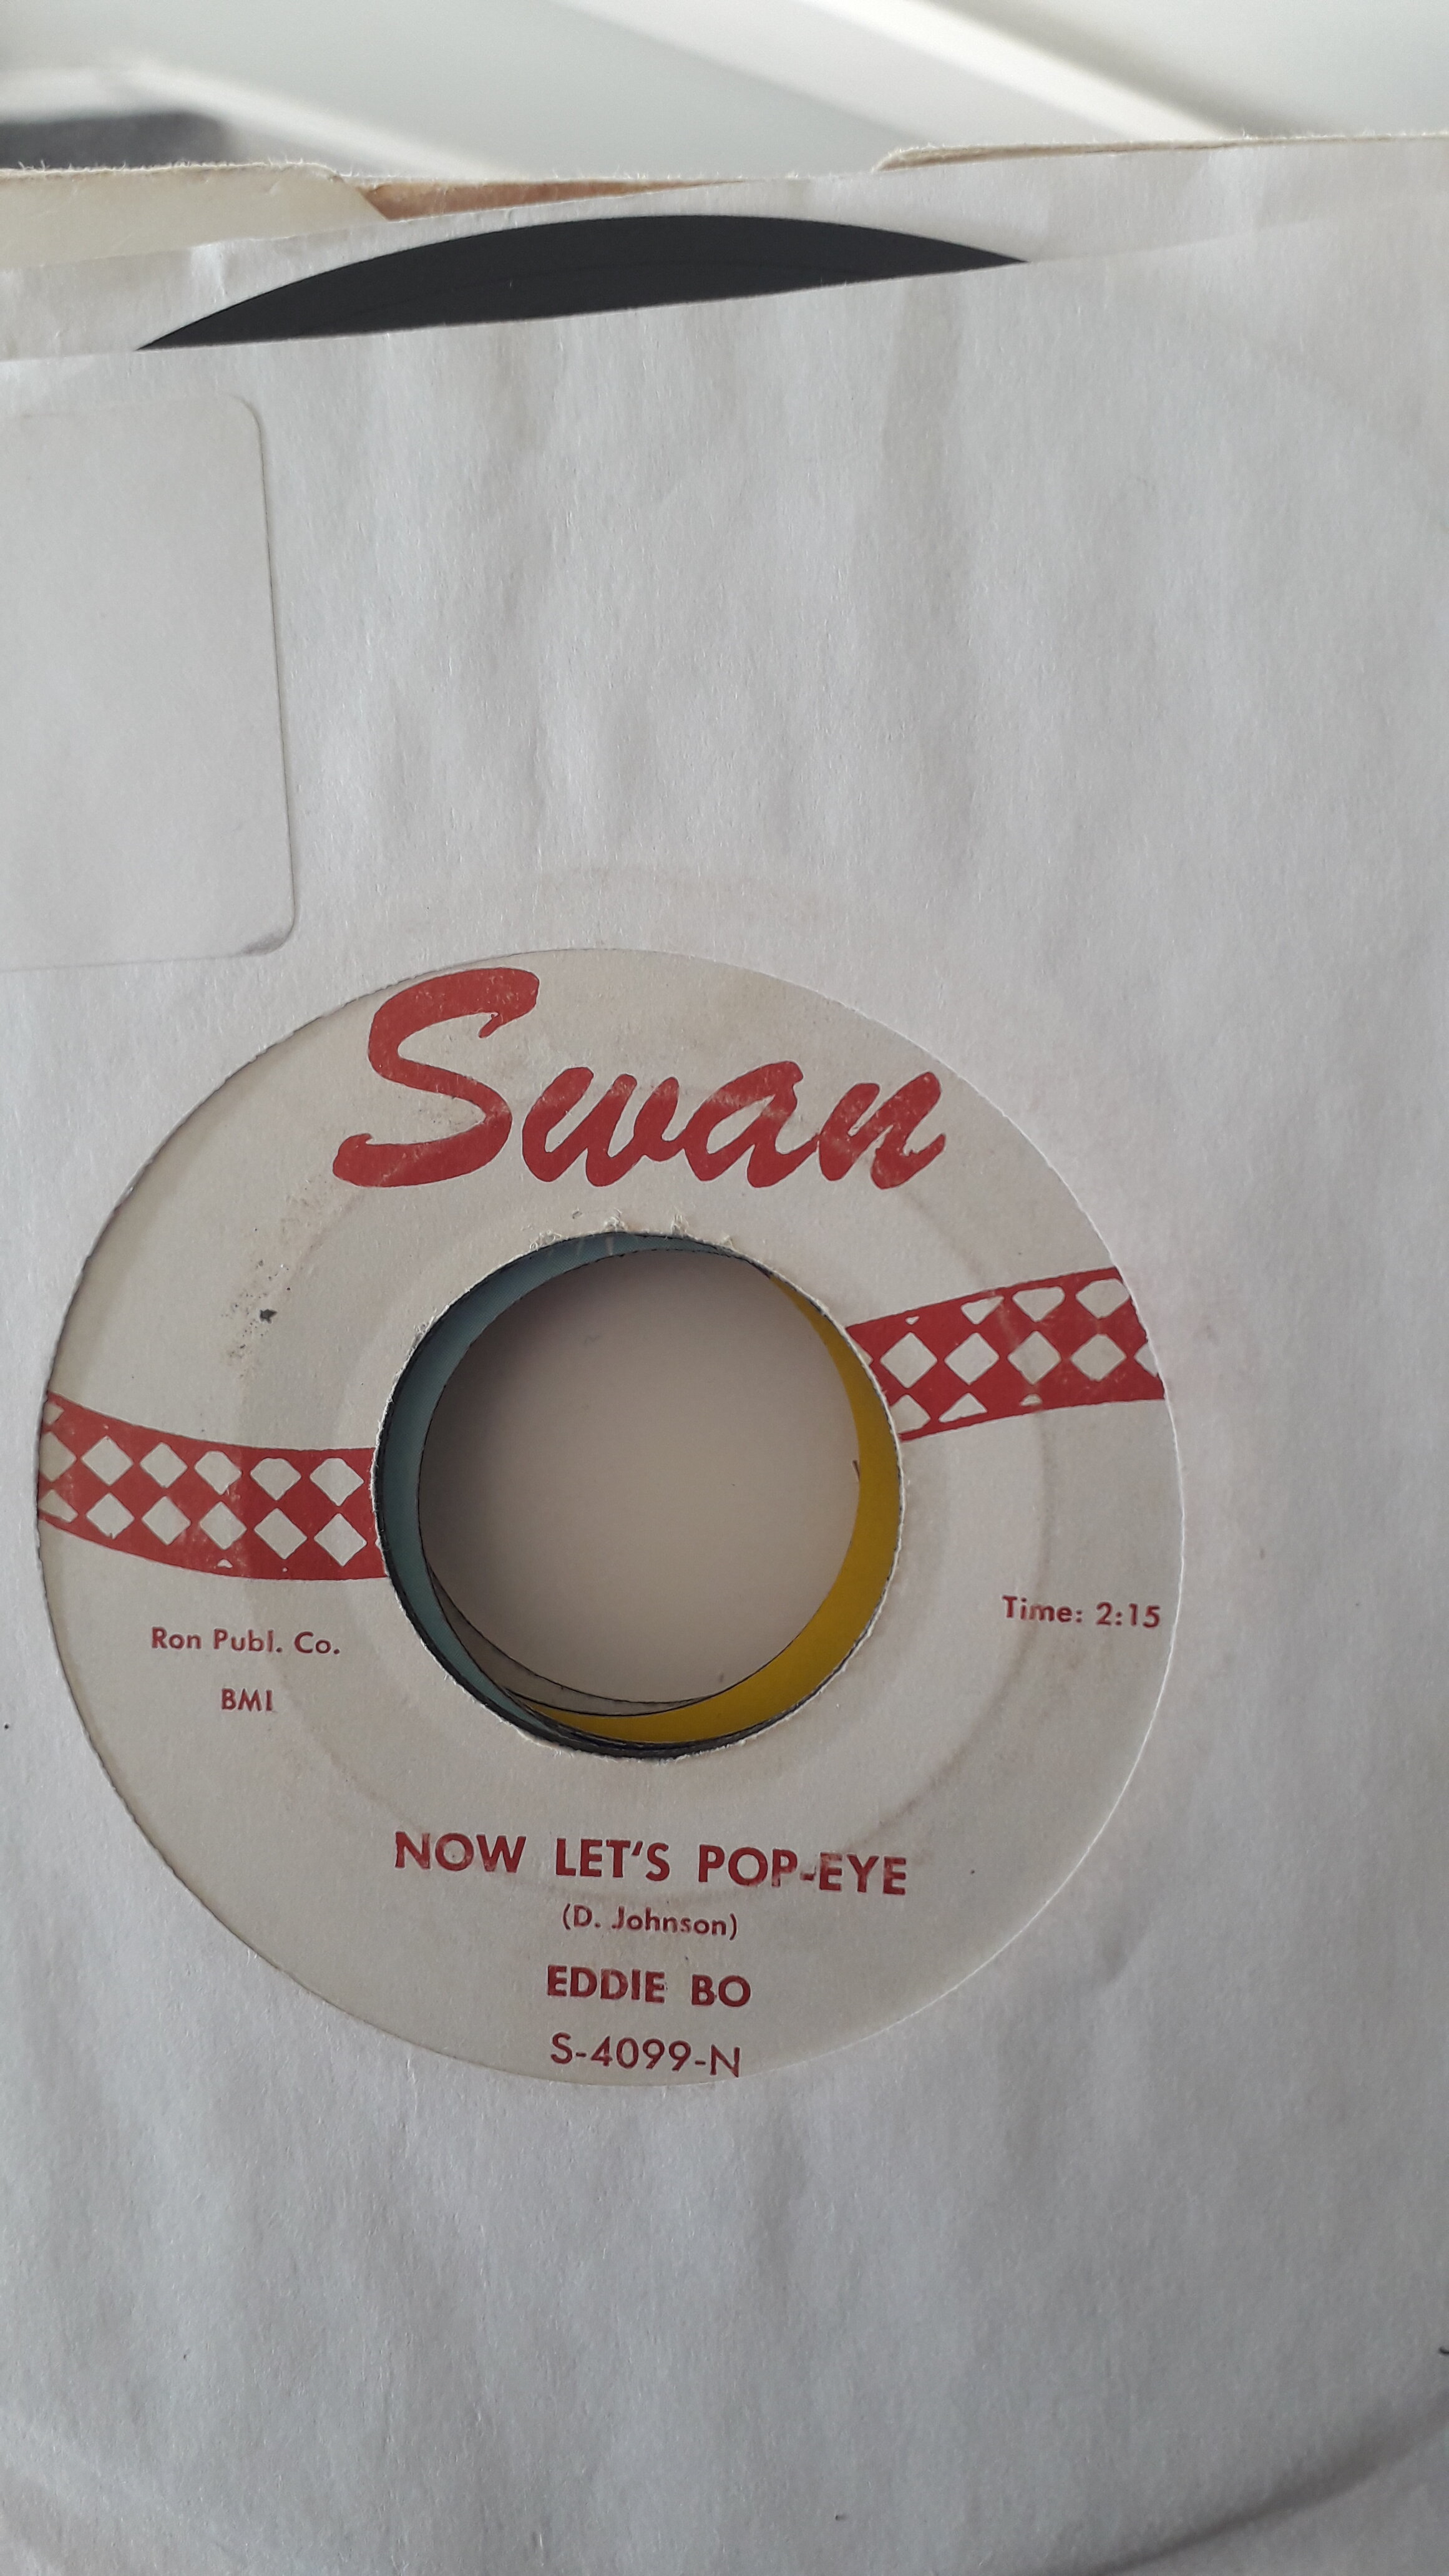 Swan
Ron Publ. Co.
BMI
Time: 2:15
NOW LET'S POP-EYE
(D. Johnson)
EDDIE BO
S-4099-N